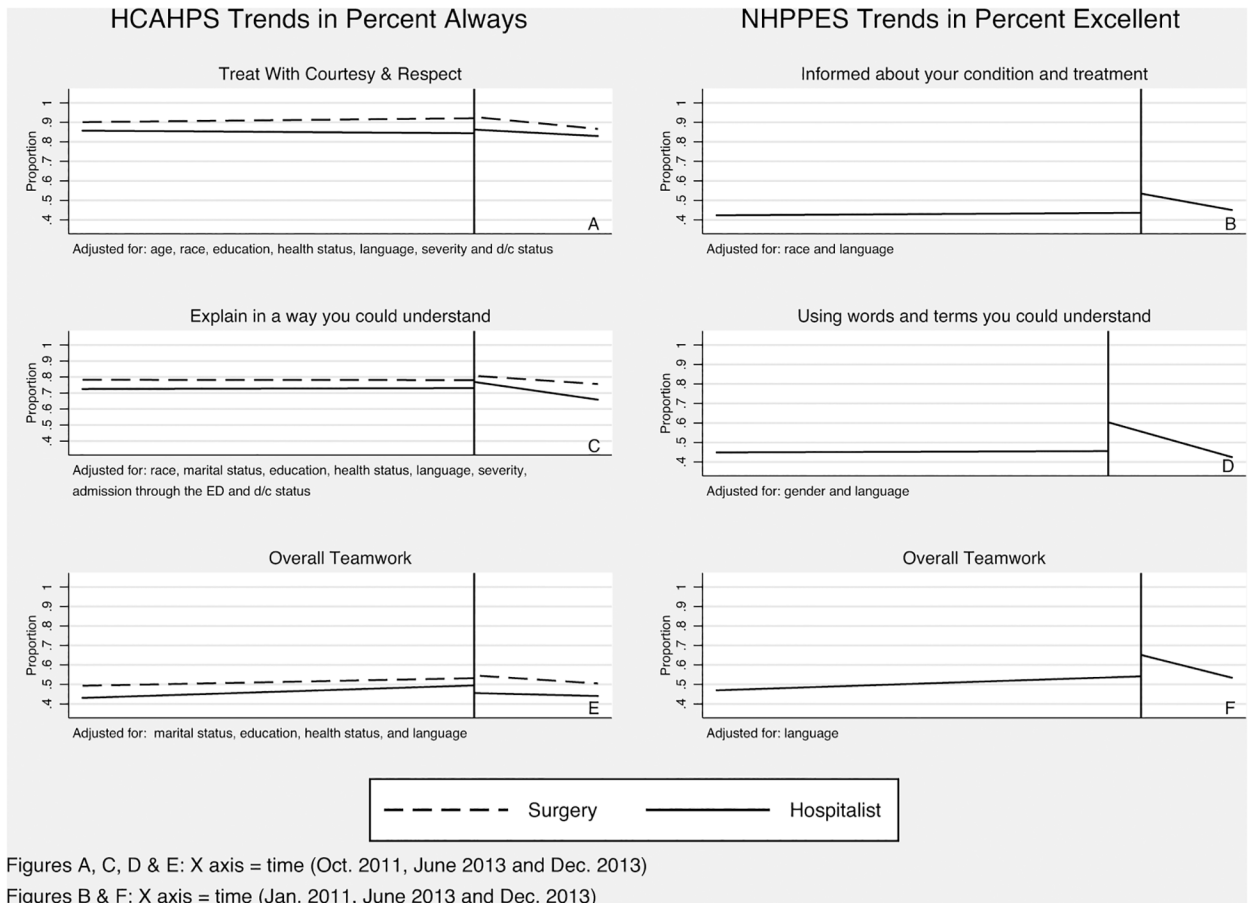 HCAHPS Trends in Percent Always
Treat With Courtesy & Respect
Proportion
1
.9
.8
.7
.6
.5
.4
A
Adjusted for: age, race, education, health status, language, severity and d/c status
Explain in a way you could understand
Proportion
1
.9
.8
.7
.6
.5
.4
C
Adjusted for: race, marital status, education, health status, language, severity,
admission through the ED and d/c status
Overall Teamwork
Proportion
1
.9
.8
.7
.6
.5
.4
E
Adjusted for: marital status, education, health status, and language
NHPPES Trends in Percent Excellent
Informed about your condition and treatment
Proportion
1
.9
.8
.7
.6
.5
.4
B
Adjusted for: race and language
Using words and terms you could understand
Proportion
1
.9
.8
.7
.6
.5
.4
D
Adjusted for: gender and language
Overall Teamwork
Proportion
1
.9
.8
.7
.6
.5
.4
F
Adjusted for: language
Surgery
Hospitalist
Figures A, C, D & E: X axis = time (Oct. 2011, June 2013 and Dec. 2013)
Figures B & F: X axis = time (Jan. 2011, June 2013 and Dec. 2013)